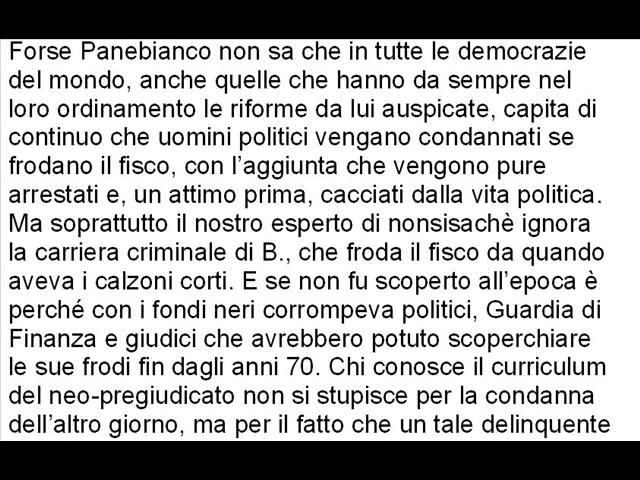 Forse Panebianco non sa che in tutte le democrazie
del mondo, anche quelle che hanno da sempre nel
loro ordinamento le riforme da lui auspicate, capita di
continuo che uomini politici vengano condannati se
frodano il fisco, con l'aggiunta che vengono pure
arrestati e, un attimo prima, cacciati dalla vita politica.
Ma soprattutto il nostro esperto di nonsisachè ignora
la carriera criminale di B., che froda il fisco da quando
aveva i calzoni corti. E se non fu scoperto all'epoca è
perché con i fondi neri corrompeva politici, Guardia di
Finanza e giudici che avrebbero potuto scoperchiare
le sue frodi fin dagli anni 70. Chi conosce il curriculum
del neo-pregiudicato non si stupisce per la condanna
dell'altro giorno, ma per il fatto che un tale delinquente